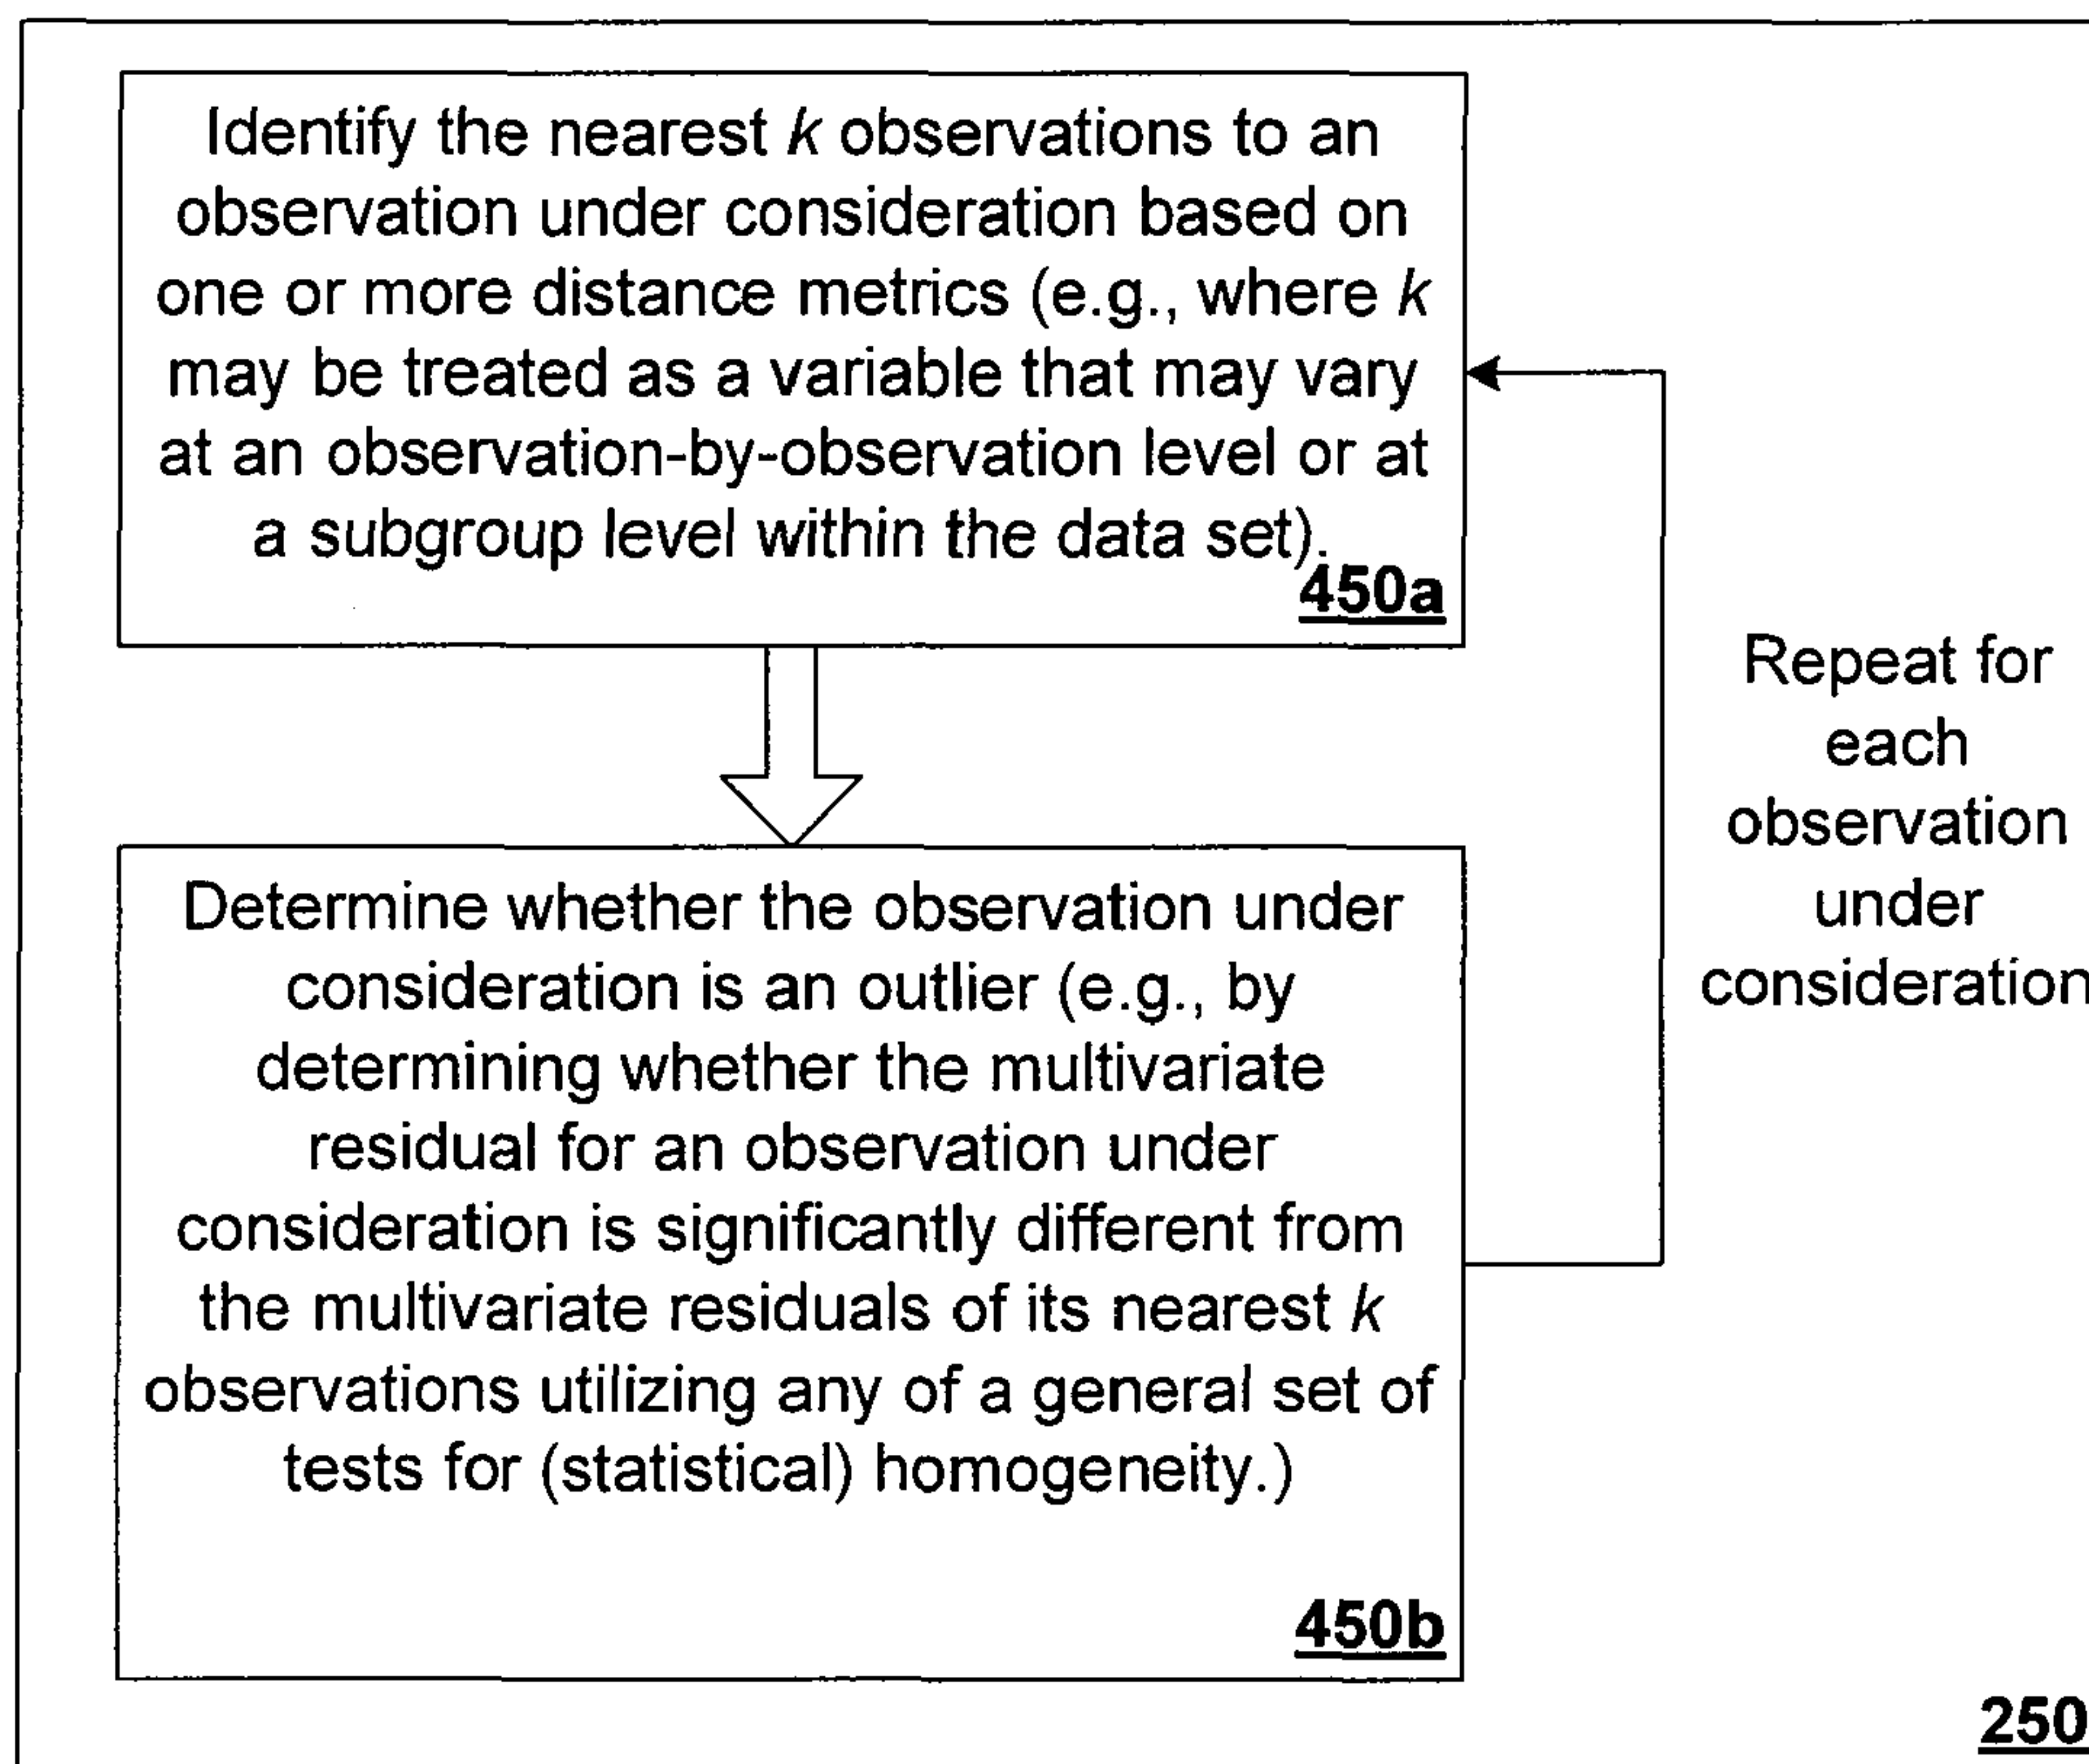 Identify the nearest k observations to an
observation under consideration based on
one or more distance metrics (e.g., where k
may be treated as a variable that may vary
at an observation-by-observation level or at
a subgroup level within the data set).
450a
Repeat for
each
observation
under
consideration
Determine whether the observation under
consideration is an outlier (e.g., by
determining whether the multivariate
residual for an observation under
consideration is significantly different from
the multivariate residuals of its nearest k
observations utilizing any of a general set of
tests for (statistical) homogeneity.)
450b
250